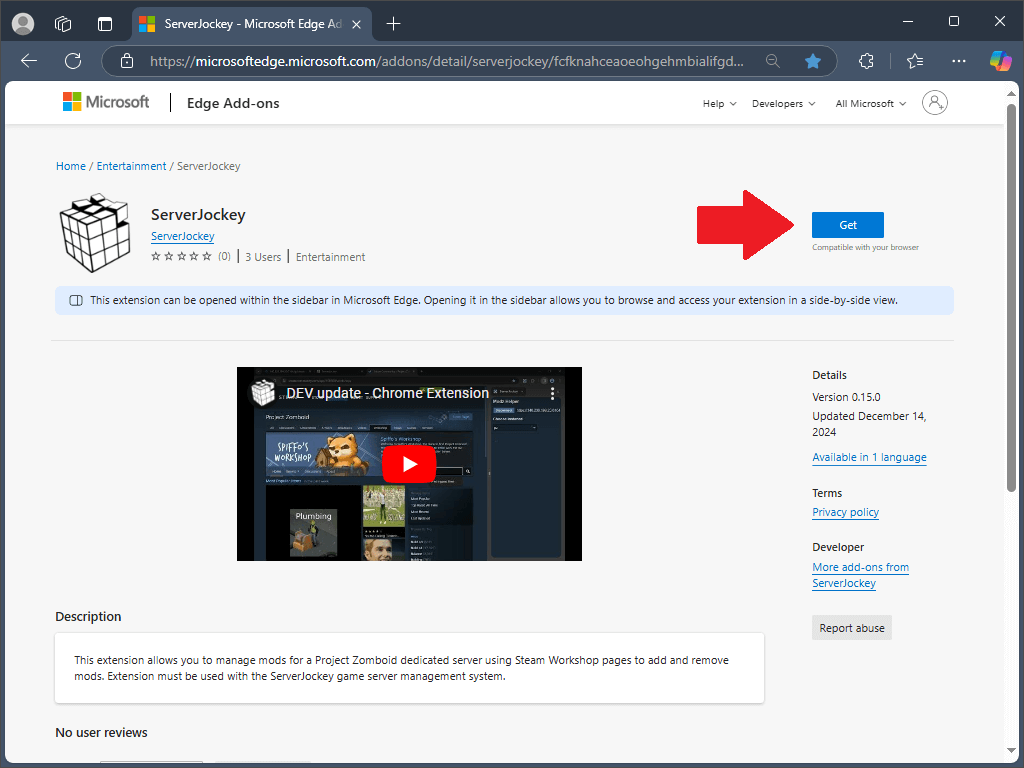 ServerJockey - Microsoft Edge Ad
https://microsoftedge.microsoft.com/addons/detail/serverjockey/fcfknahceaoeohgehmbialifgd...
Microsoft
Edge Add-ons
Help
Developers
All Microsoft
Home / Entertainment / ServerJockey
ServerJockey
ServerJockey
(0)
3 Users
Entertainment
Get
Compatible with your browser
This extension can be opened within the sidebar in Microsoft Edge. Opening it in the sidebar allows you to browse and access your extension in a side-by-side view.
DEV update - Chrome Extension
Project Zomboid
SPIFFO'S
WORKSHOP
Spiffo's Workshop
Plumbing
Mods Helper
Details
Version 0.15.0
Updated December 14,
2024
Available in 1 language
Terms
Privacy policy
Developer
More add-ons from
ServerJockey
Report abuse
Description
This extension allows you to manage mods for a Project Zomboid dedicated server using Steam Workshop pages to add and remove
mods. Extension must be used with the ServerJockey game server management system.
No user reviews